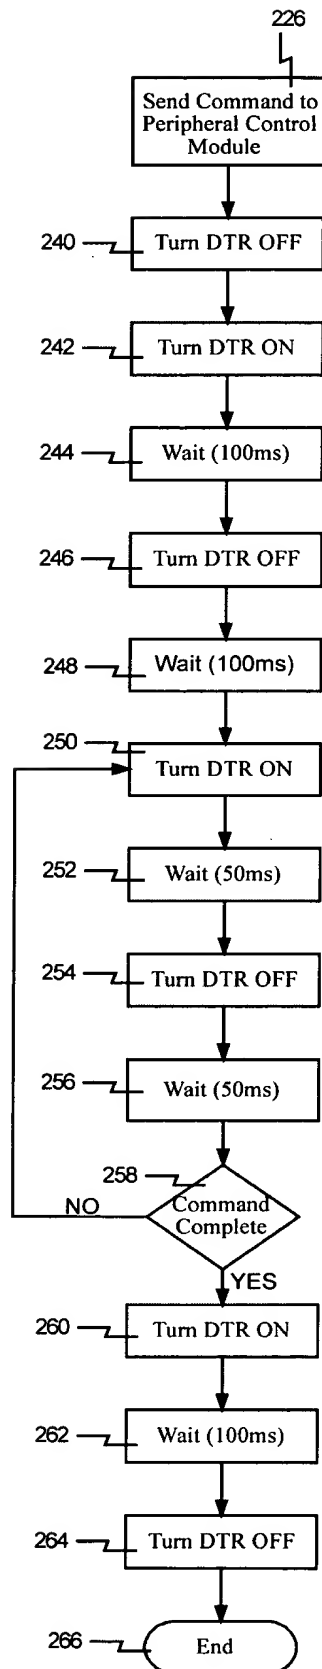 226
Send Command to
Peripheral Control
Module
240
Turn DTR OFF
242
Turn DTR ON
244
Wait (100ms)
246
Turn DTR OFF
248
Wait (100ms)
250
Turn DTR ON
252
Wait (50ms)
254
Turn DTR OFF
256
Wait (50ms)
258
Command
Complete
NO
YES
260
Turn DTR ON
262
Wait (100ms)
264
Turn DTR OFF
266
End